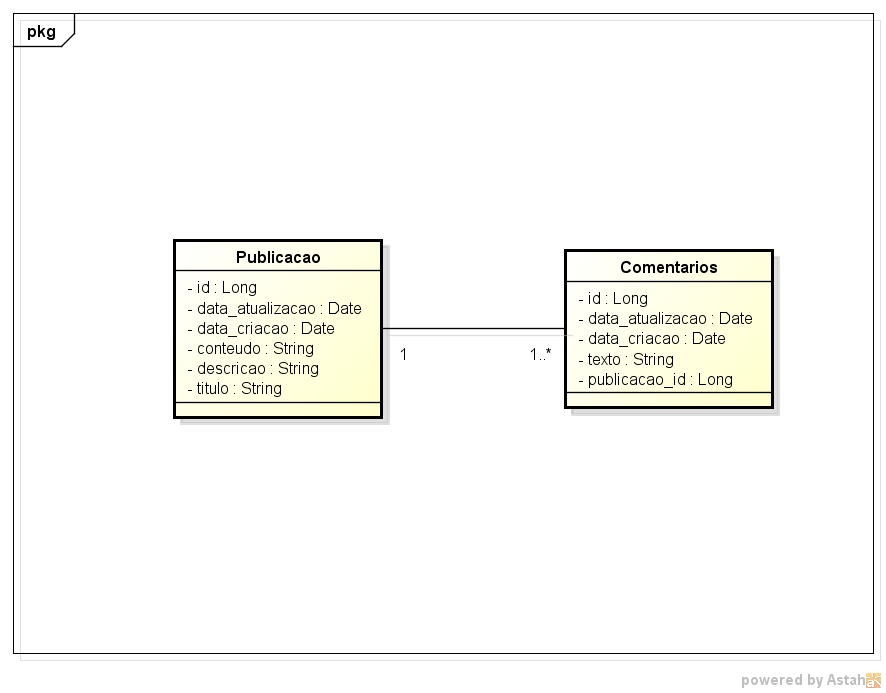 pkg
Publicacao
- id : Long
- data_atualizacao : Date
- data_criacao : Date
- conteudo : String
- descricao : String
- titulo : String
1
1..*
Comentarios
- id : Long
- data_atualizacao : Date
- data_criacao : Date
- texto : String
- publicacao_id : Long
powered by Astah